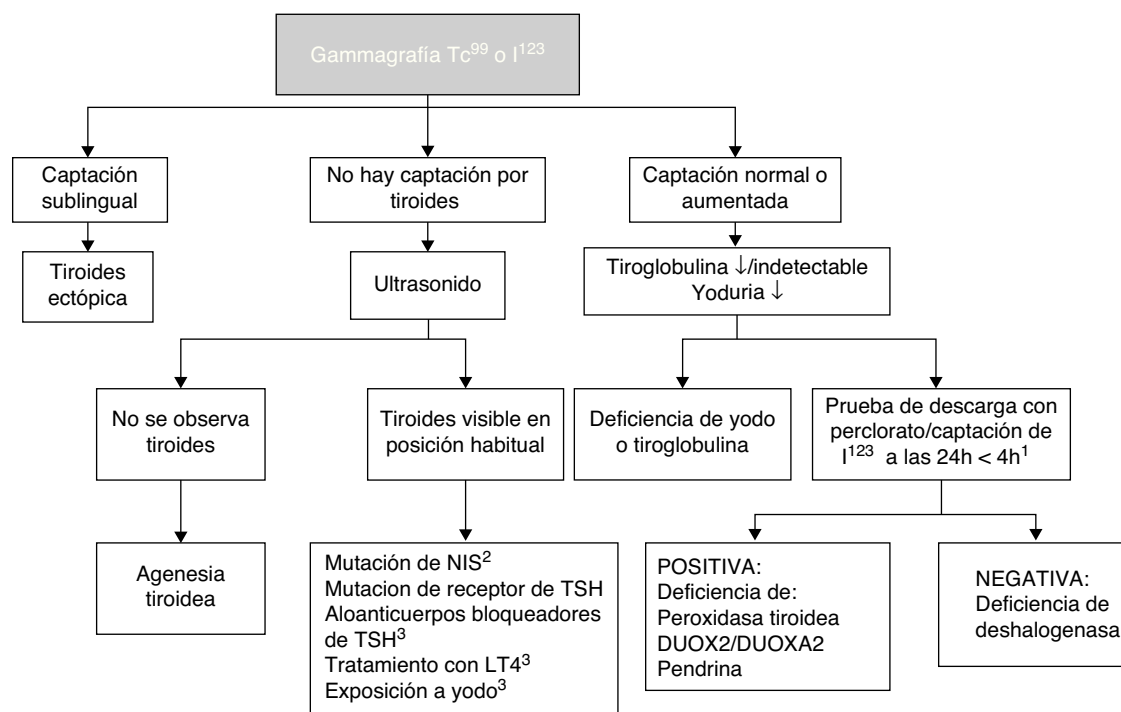 Gammagrafía Tc⁹⁹ o I¹²³
Captación
sublingual
No hay captación por
tiroides
Captación normal o
aumentada
Tiroides
ectópica
Ultrasonido
Tiroglobulina ↓/indetectable
Yoduria ↓
No se observa
tiroides
Tiroides visible en
posición habitual
Deficiencia de yodo
o tiroglobulina
Prueba de descarga con
perclorato/captación de
I¹²³ a las 24h < 4h¹
Agenesia
tiroidea
Mutación de NIS²
Mutacion de receptor de TSH
Aloanticuerpos bloqueadores
de TSH³
Tratamiento con LT4³
Exposición a yodo³
POSITIVA:
Deficiencia de:
Peroxidasa tiroidea
DUOX2/DUOXA2
Pendrina
NEGATIVA:
Deficiencia de
deshalogenasa